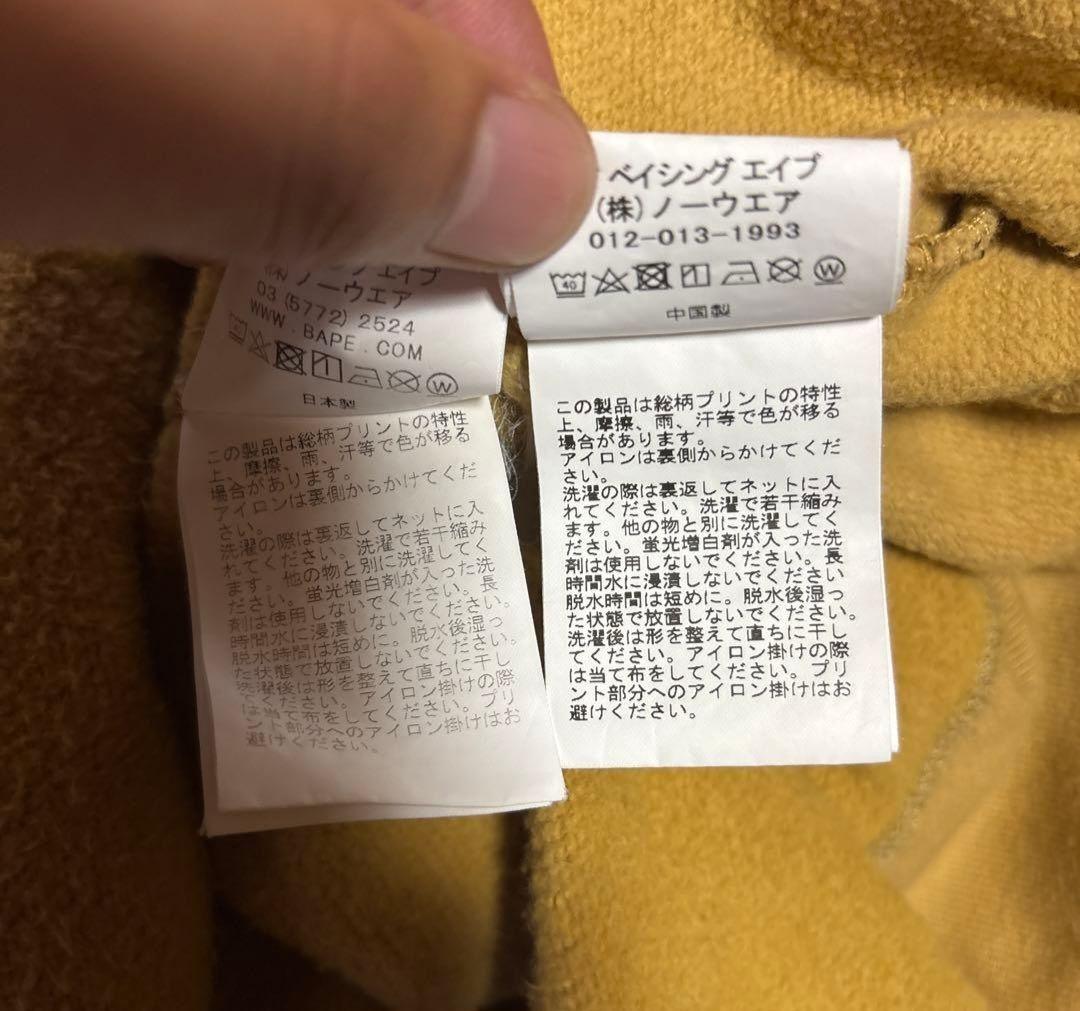 ングエイプ
(株)ノーウエア
03 (5772) 2524
WWW.BAPE.COM
日本製
この製品は総柄プリントの特性
上、摩擦、雨、汗等で色が移る
場合があります。
アイロンは裏側からかけてくだ
さい。
洗濯の際は裏返してネットに入
れてください。洗濯で若干縮み
ます。他の物と別に洗濯してく
ださい。蛍光増白剤が入った洗
剤は使用しないでください。長
時間水に浸漬しないでください
脱水時間は短めに。脱水後湿っ
た状態で放置しないでください。
洗濯後は形を整えて直ちに干し
てください。アイロン掛けの際
は当て布をしてください。プリ
ント部分へのアイロン掛けはお
避けください。
ベイシング エイプ
(株)ノーウエア
012-013-1993
40
W
中国製
この製品は総柄プリントの特性
上、摩擦、雨、汗等で色が移る
場合があります。
アイロンは裏側からかけてくだ
さい。
洗濯の際は裏返してネットに入
れてください。洗濯で若干縮み
ます。他の物と別に洗濯してく
ださい。蛍光増白剤が入った洗
剤は使用しないでください。長
時間水に浸漬しないでください
脱水時間は短めに。脱水後湿っ
た状態で放置しないでください。
洗濯後は形を整えて直ちに干し
てください。アイロン掛けの際
は当て布をしてください。プリ
ント部分へのアイロン掛けはお
避けください。